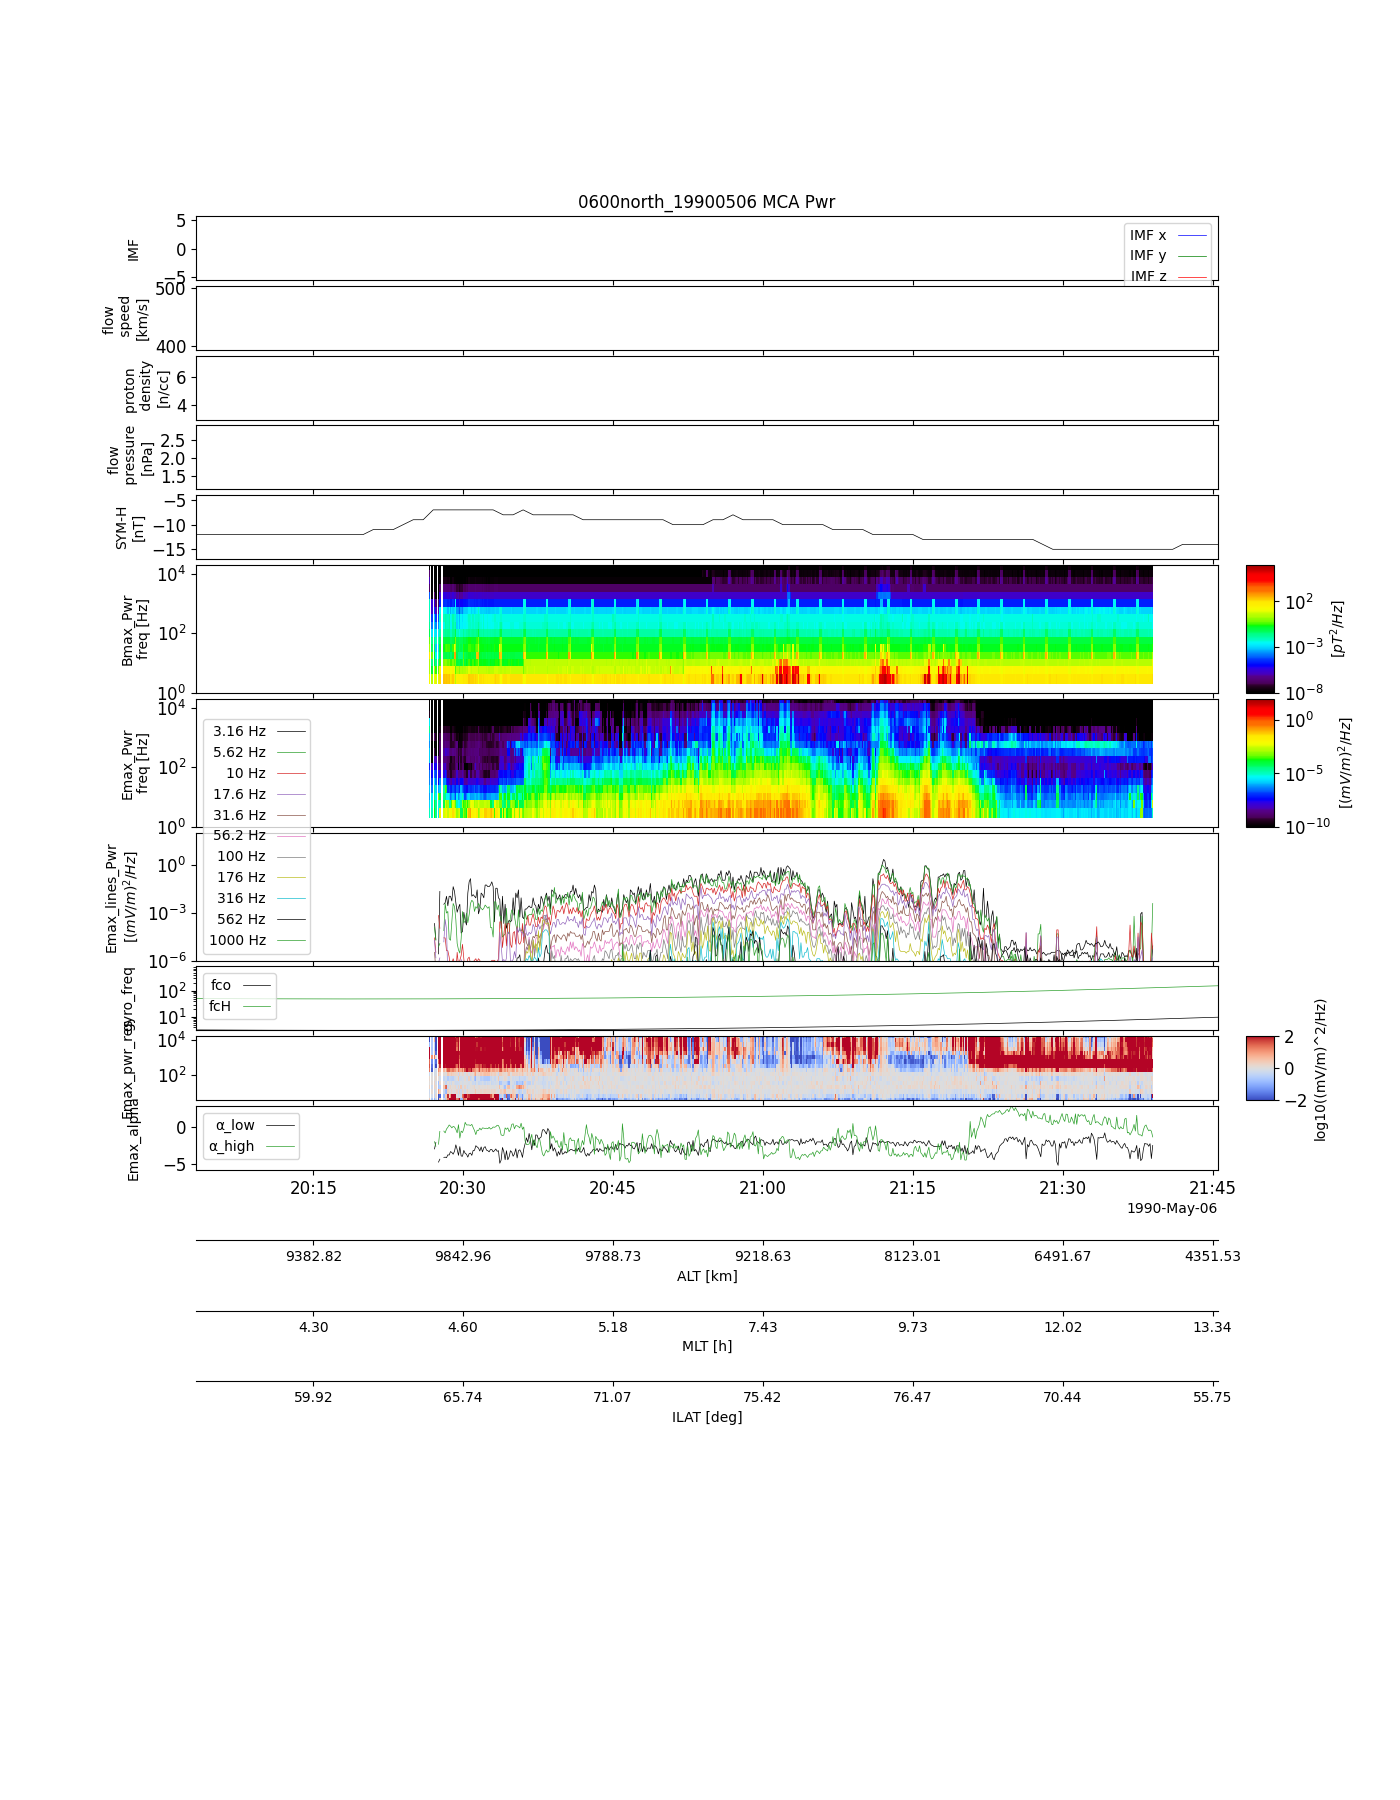 0600north_19900506 MCA Pwr
5
0
−5
IMF
IMF x
IMF y
IMF z
500
400
flow
speed
[km/s]
6
4
proton
density
[n/cc]
2.5
2.0
1.5
flow
pressure
[nPa]
−5
−10
−15
SYM-H
[nT]
10^4
10^2
10^0
Bmax_Pwr
freq [Hz]
10^2
10^−3
10^−8
[pT^2/Hz]
10^4
10^2
10^0
Emax_Pwr
freq [Hz]
10^0
10^−5
10^−10
[(mV/m)^2/Hz]
3.16 Hz
5.62 Hz
10 Hz
17.6 Hz
31.6 Hz
56.2 Hz
100 Hz
176 Hz
316 Hz
562 Hz
1000 Hz
10^0
10^−3
10^−6
Emax_lines_Pwr
[(mV/m)^2/Hz]
fco
fcH
10^2
10^1
gyro_freq
10^4
10^2
Emax_pwr_reg
2
0
−2
log10((mV/m)^2/Hz)
α_low
α_high
0
−5
Emax_alpha
20:15 20:30 20:45 21:00 21:15 21:30 21:45
1990-May-06
9382.82 9842.96 9788.73 9218.63 8123.01 6491.67 4351.53
ALT [km]
4.30 4.60 5.18 7.43 9.73 12.02 13.34
MLT [h]
59.92 65.74 71.07 75.42 76.47 70.44 55.75
ILAT [deg]